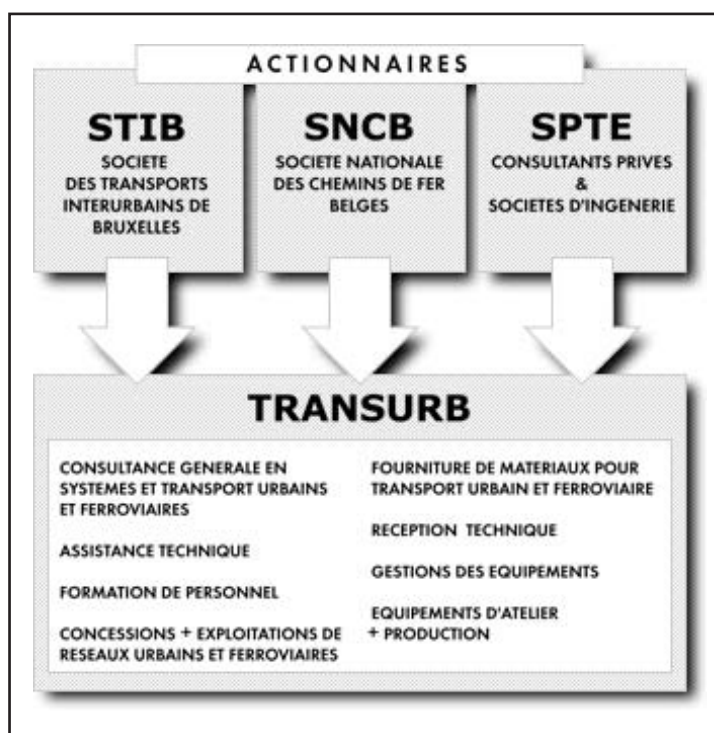 ACTIONNAIRES
STIB
SOCIETE
DES TRANSPORTS
INTERURBAINS DE
BRUXELLES
SNCB
SOCIETE NATIONALE
DES CHEMINS DE FER
BELGES
SPTE
CONSULTANTS PRIVES
&
SOCIETES D'INGENERIE
TRANSURB
CONSULTANCE GENERALE EN
SYSTEMES ET TRANSPORT URBAINS
ET FERROVIAIRES
ASSISTANCE TECHNIQUE
FORMATION DE PERSONNEL
CONCESSIONS + EXPLOITATIONS DE
RESEAUX URBAINS ET FERROVIAIRES
FOURNITURE DE MATERIAUX POUR
TRANSPORT URBAIN ET FERROVIAIRE
RECEPTION TECHNIQUE
GESTIONS DES EQUIPEMENTS
EQUIPEMENTS D'ATELIER
+ PRODUCTION